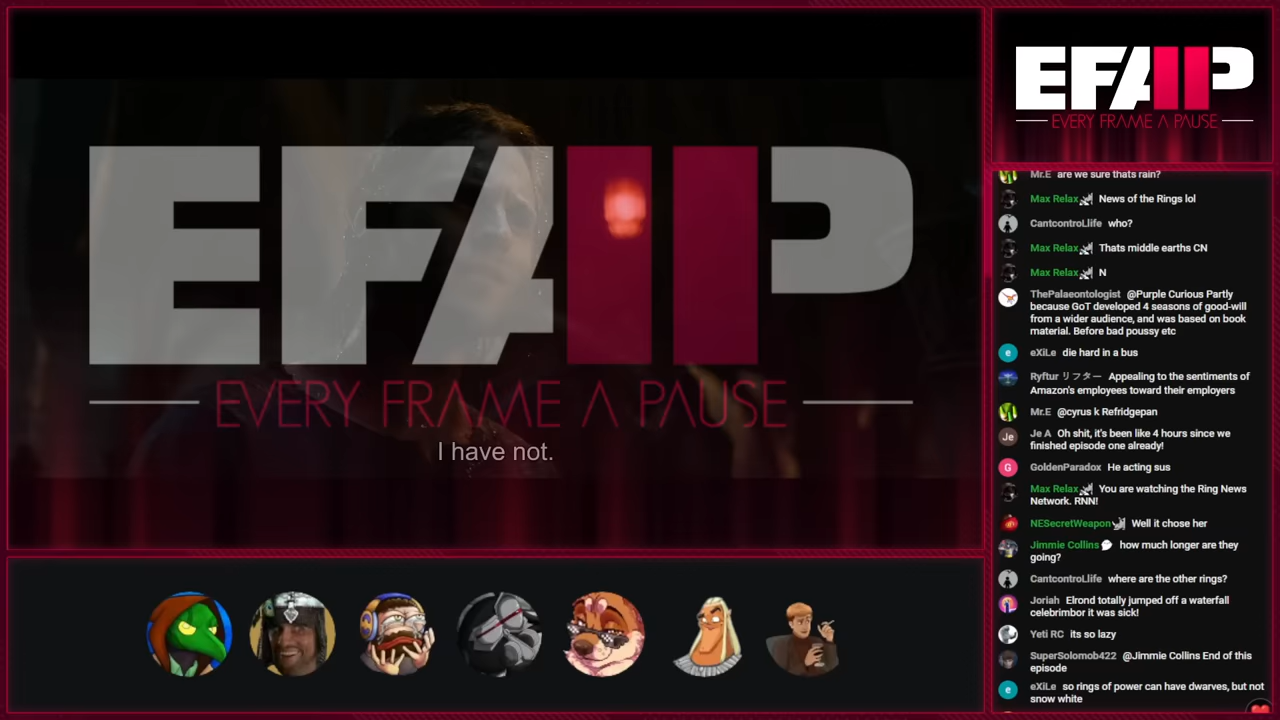 EFAP
EVERY FRAME A PAUSE
I have not.
EFAP
EVERY FRAME A PAUSE
Mr.E are we sure thats rain?
Max Relax News of the Rings lol
CantcontroLlife who?
Max Relax Thats middle earths CN
Max Relax N
ThePalaeontologist @Purple Curious Partly
because GoT developed 4 seasons of good-will
from a wider audience, and was based on book
material. Before bad poussy etc
eXiLe die hard in a bus
Ryftur リフター Appealing to the sentiments of
Amazon's employees toward their employers
Mr.E @cyrus k Refridgepan
Je A Oh shit, it's been like 4 hours since we
finished episode one already!
GoldenParadox He acting sus
Max Relax You are watching the Ring News
Network. RNN!
NESecretWeapon Well it chose her
Jimmie Collins how much longer are they
going?
CantcontroLlife where are the other rings?
Joriah Elrond totally jumped off a waterfall
celebrimbor it was sick!
Yeti RC its so lazy
SuperSolomob422 @Jimmie Collins End of this
episode
eXiLe so rings of power can have dwarves, but not
snow white